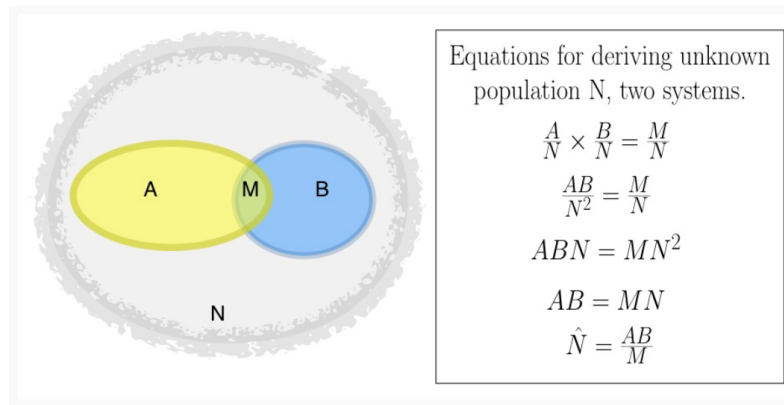 A
M
B
N
Equations for deriving unknown
population N, two systems.
A/N × B/N = M/N
AB/N² = M/N
ABN = MN²
AB = MN
N̂ = AB/M